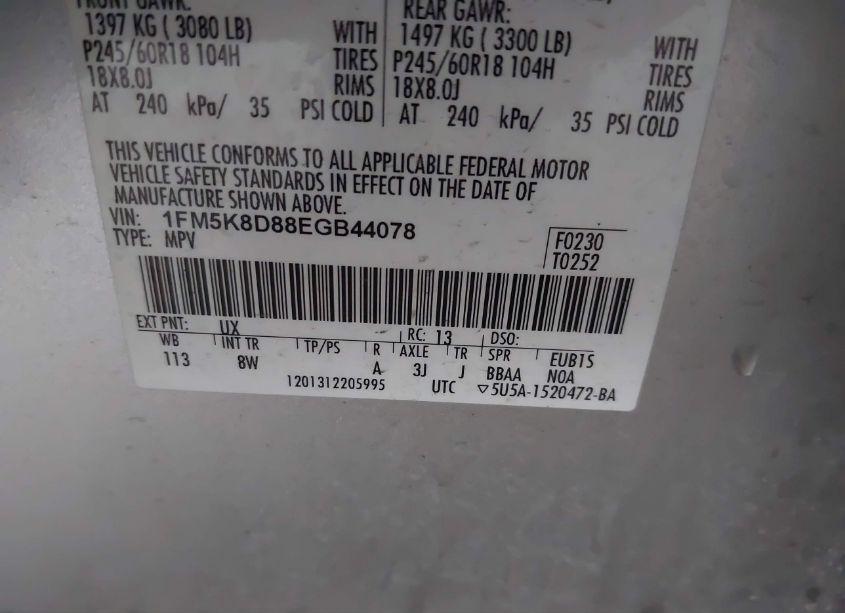 FRONT GAWR:
1397 KG ( 3080 LB) WITH
P245/60R18 104H TIRES
18X8.0J RIMS
AT 240 kPa/ 35 PSI COLD
REAR GAWR:
1497 KG ( 3300 LB) WITH
P245/60R18 104H TIRES
18X8.0J RIMS
AT 240 kPa/ 35 PSI COLD
THIS VEHICLE CONFORMS TO ALL APPLICABLE FEDERAL MOTOR
VEHICLE SAFETY STANDARDS IN EFFECT ON THE DATE OF
MANUFACTURE SHOWN ABOVE.
VIN: 1FM5K8D88EGB44078
TYPE: MPV
F0230
T0252
EXT PNT: UX RC: 13 DSO:
WB INT TR TP/PS R AXLE TR SPR EUB1S
113 8W A 3J J BBAA NOA
1201312205995 UTC ▽5U5A-1520472-BA